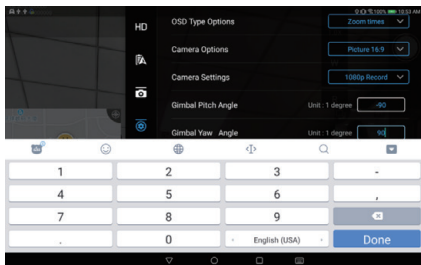 100% 10:53 AM
HD
OSD Type Options Zoom times
Camera Options Picture 16:9
Camera Settings 1080p Record
Gimbal Pitch Angle Unit : 1 degree -90
Gimbal Yaw Angle Unit : 1 degree 90
1 2 3 -
4 5 6 ,
7 8 9
. 0 English (USA) Done